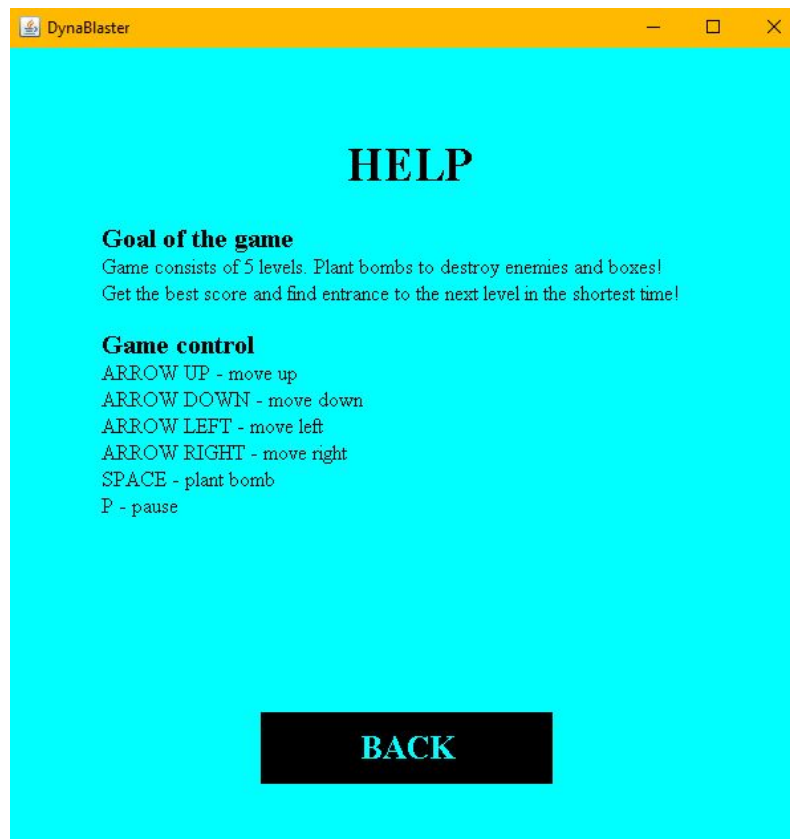 DynaBlaster
HELP
Goal of the game
Game consists of 5 levels. Plant bombs to destroy enemies and boxes!
Get the best score and find entrance to the next level in the shortest time!
Game control
ARROW UP - move up
ARROW DOWN - move down
ARROW LEFT - move left
ARROW RIGHT - move right
SPACE - plant bomb
P - pause
BACK